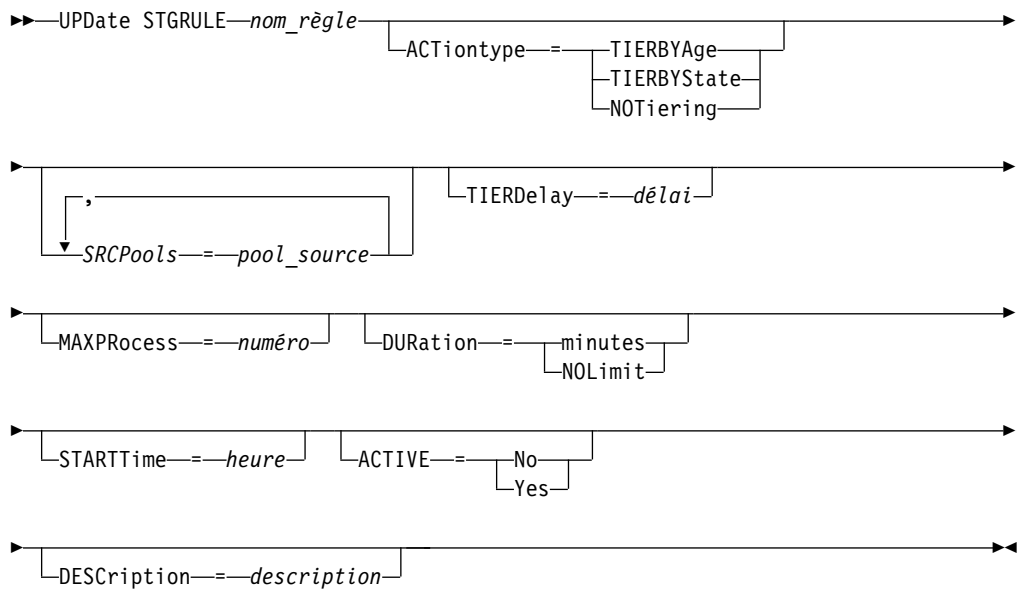 UPDate STGRULE nom_règle
ACTiontype = TIERBYAge
TIERBYState
NOTiering
,
SRCPools = pool_source
TIERDelay = délai
MAXPRocess = numéro
DURation = minutes
NOLimit
STARTTime = heure
ACTIVE = No
Yes
DESCription = description